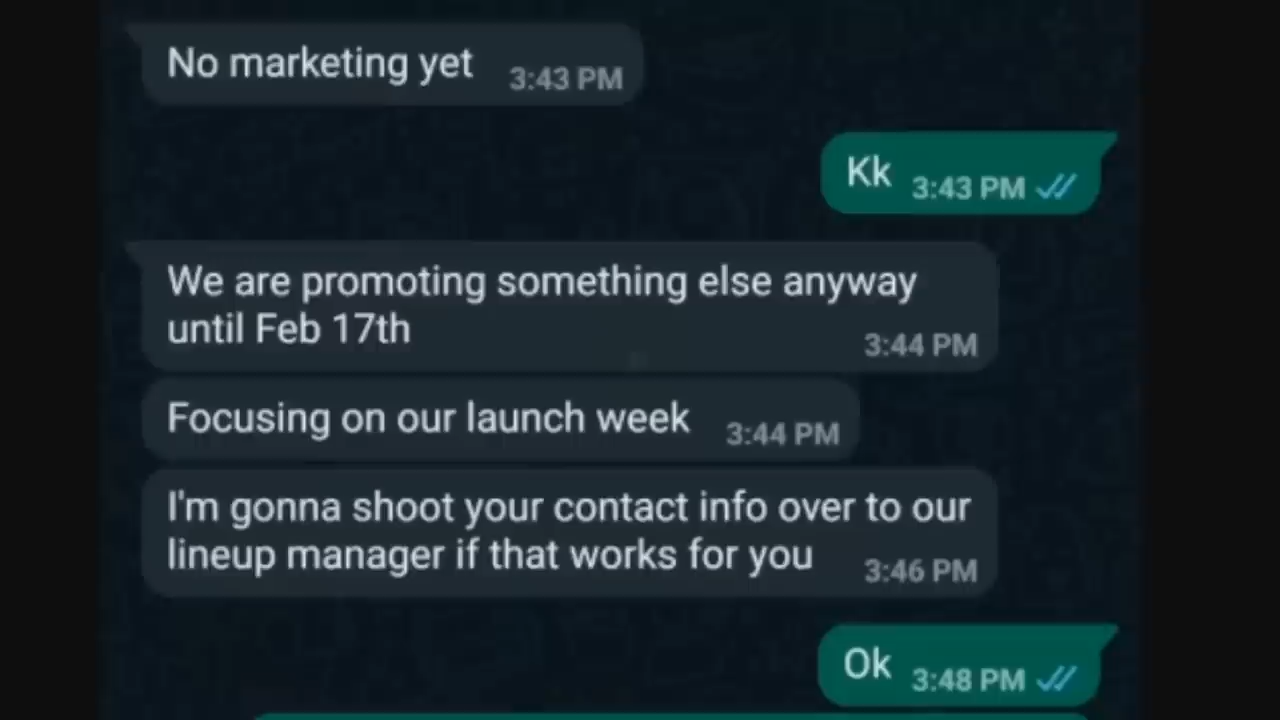 No marketing yet 3:43 PM
Kk 3:43 PM
We are promoting something else anyway
until Feb 17th 3:44 PM
Focusing on our launch week 3:44 PM
I'm gonna shoot your contact info over to our
lineup manager if that works for you 3:46 PM
Ok 3:48 PM